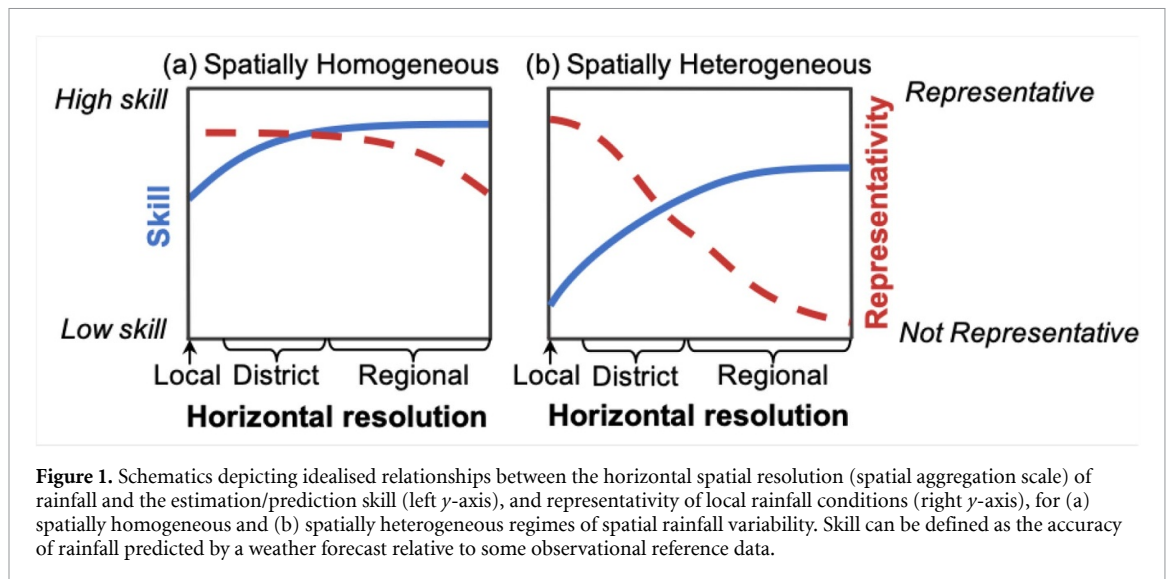 (a) Spatially Homogeneous
(b) Spatially Heterogeneous
High skill
Representative
Skill
Representativity
Low skill
Not Representative
Local District Regional
Local District Regional
Horizontal resolution
Horizontal resolution
Figure 1. Schematics depicting idealised relationships between the horizontal spatial resolution (spatial aggregation scale) of
rainfall and the estimation/prediction skill (left y-axis), and representativity of local rainfall conditions (right y-axis), for (a)
spatially homogeneous and (b) spatially heterogeneous regimes of spatial rainfall variability. Skill can be defined as the accuracy
of rainfall predicted by a weather forecast relative to some observational reference data.